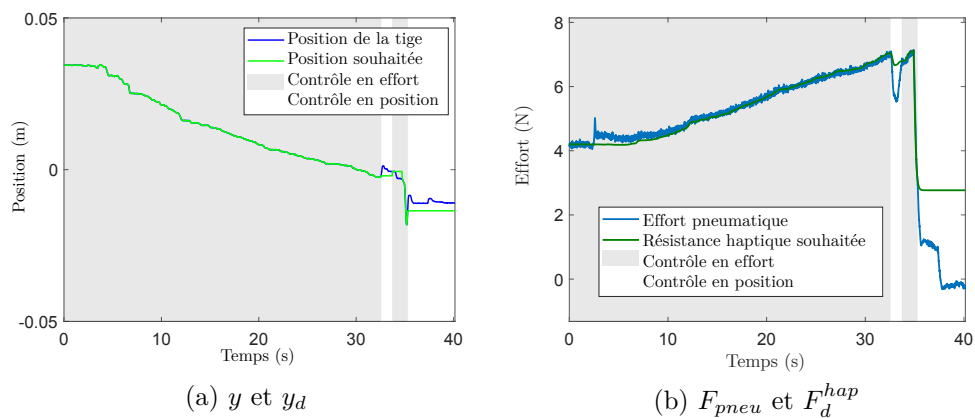 0.05
0
-0.05
Position (m)
Position de la tige
Position souhaitée
Contrôle en effort
Contrôle en position
0 10 20 30 40
Temps (s)
(a) y et y_d
8
6
4
2
0
Effort (N)
Effort pneumatique
Résistance haptique souhaitée
Contrôle en effort
Contrôle en position
0 10 20 30 40
Temps (s)
(b) F_{pneu} et F_d^{hap}